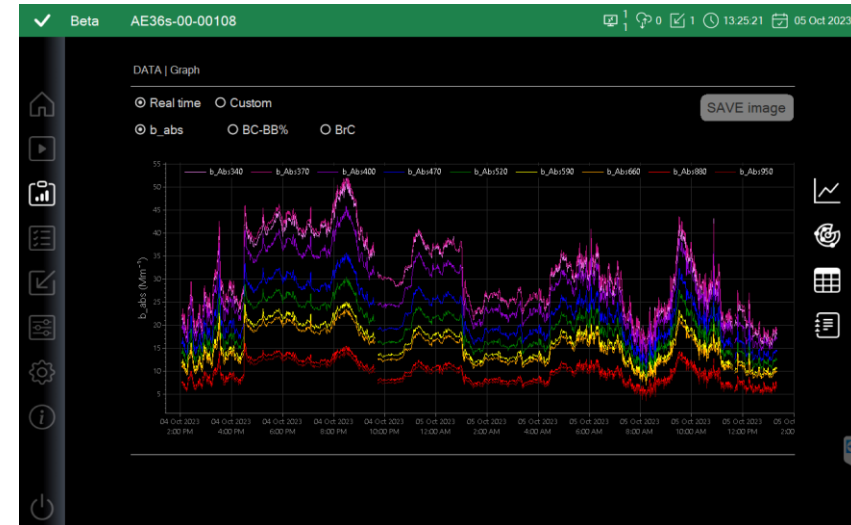 Beta AE36s-00-00108 1 1 0 1 13:25:21 05 Oct 2023
DATA | Graph
Real time Custom
SAVE image
b_abs BC-BB% BrC
b_Abs340 b_Abs370 b_Abs400 b_Abs470 b_Abs520 b_Abs590 b_Abs660 b_Abs880 b_Abs950
b_abs (Mm⁻¹)
55
50
45
40
35
30
25
20
15
10
5
04 Oct 2023 04 Oct 2023 04 Oct 2023 04 Oct 2023 04 Oct 2023 05 Oct 2023 05 Oct 2023 05 Oct 2023 05 Oct 2023 05 Oct 2023 05 Oct 2023 05 Oct 2023 05 Oct
2:00 PM 4:00 PM 6:00 PM 8:00 PM 10:00 PM 12:00 AM 2:00 AM 4:00 AM 6:00 AM 8:00 AM 10:00 AM 12:00 PM 2:00